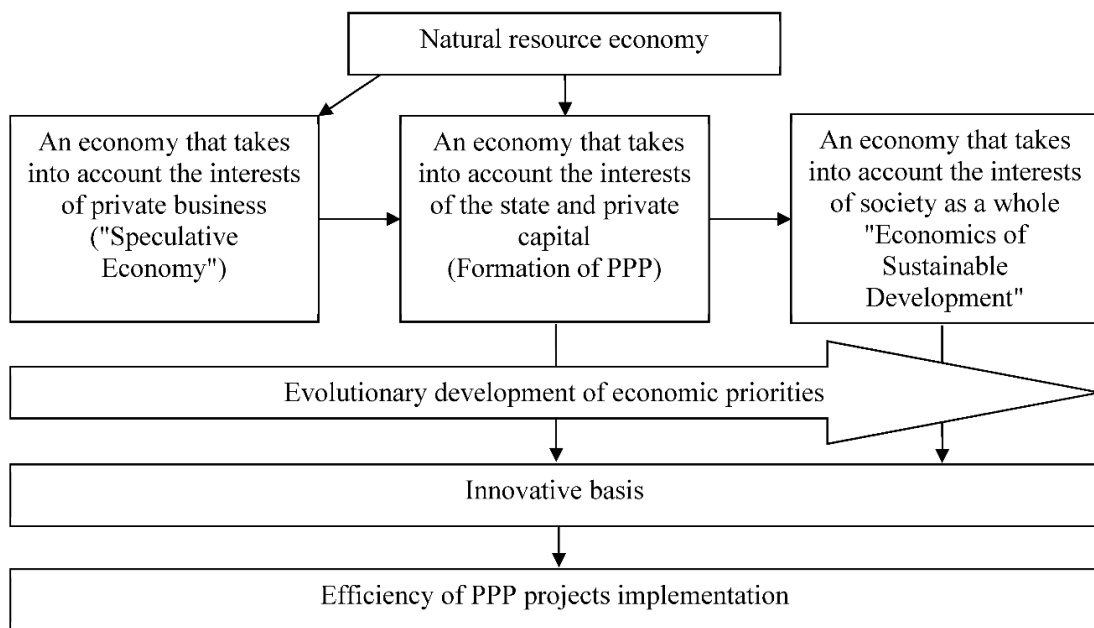 Natural resource economy
An economy that takes
into account the interests
of private business
("Speculative
Economy")
An economy that takes
into account the interests
of the state and private
capital
(Formation of PPP)
An economy that takes
into account the interests
of society as a whole
"Economics of
Sustainable
Development"
Evolutionary development of economic priorities
Innovative basis
Efficiency of PPP projects implementation